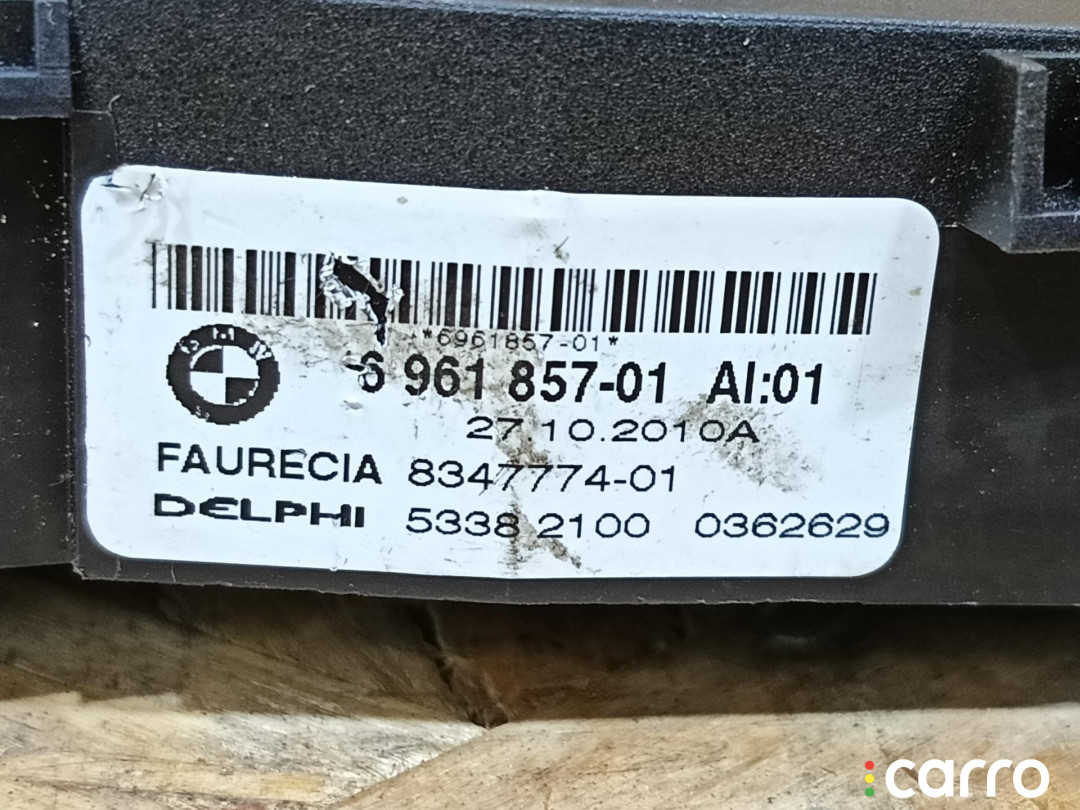 *6961857-01*
6 961 857-01 AI:01
27.10.2010A
FAURECIA 8347774-01
DELPHI 5338 2100 0362629
carro